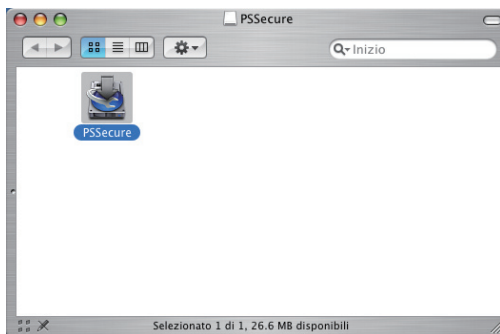 PSSecure
Inizio
PSSecure
Selezionato 1 di 1, 26.6 MB disponibili